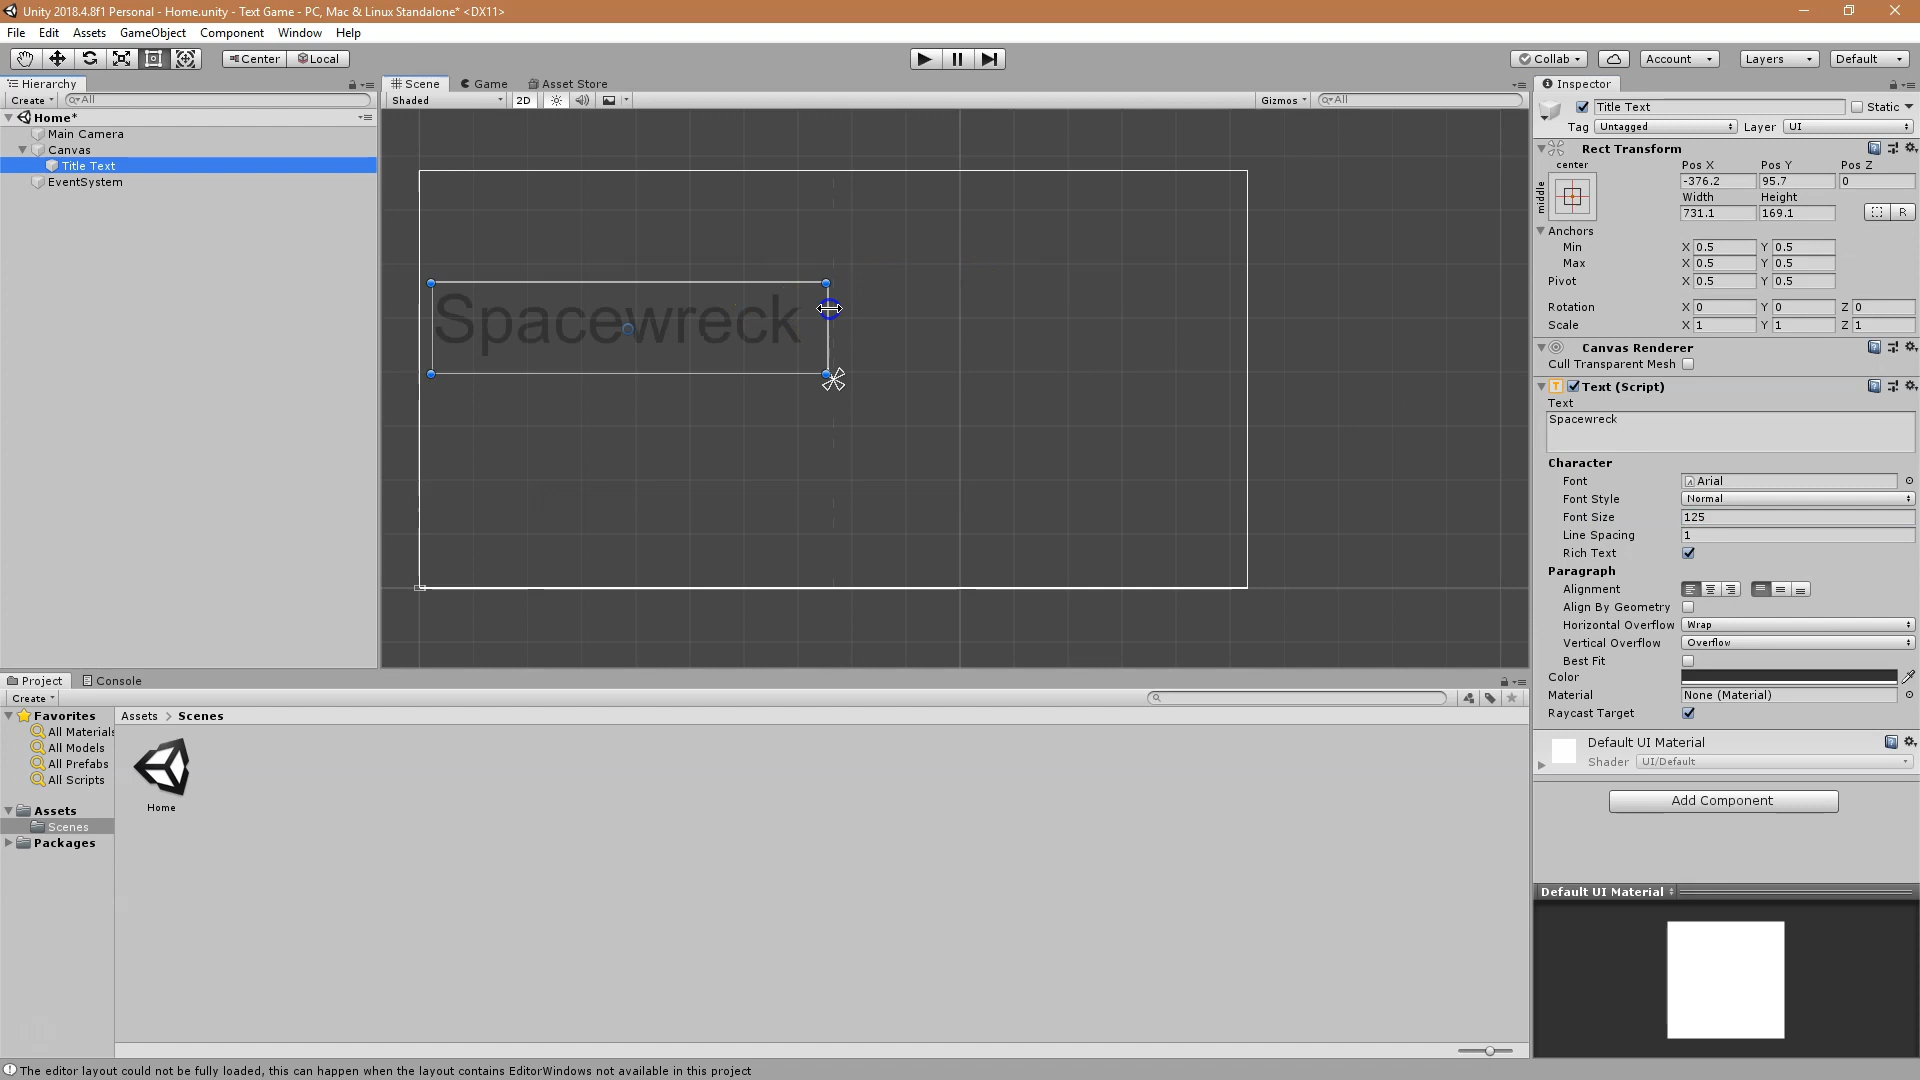 Unity 2018.4.8f1 Personal - Home.unity - Text Game - PC, Mac & Linux Standalone* <DX11>
File Edit Assets GameObject Component Window Help
Center Local Collab Account Layers Default
Hierarchy
Create All
Home*
Main Camera
Canvas
Title Text
EventSystem
Scene Game Asset Store
Shaded 2D Gizmos All
Spacewreck
Inspector
Title Text Static
Tag Untagged Layer UI
Rect Transform
center
middle
Pos X Pos Y Pos Z
-376.2 95.7 0
Width Height
731.1 169.1 R
Anchors
Min X 0.5 Y 0.5
Max X 0.5 Y 0.5
Pivot X 0.5 Y 0.5
Rotation X 0 Y 0 Z 0
Scale X 1 Y 1 Z 1
Canvas Renderer
Cull Transparent Mesh
T Text (Script)
Text
Spacewreck
Character
Font Arial
Font Style Normal
Font Size 125
Line Spacing 1
Rich Text
Paragraph
Alignment
Align By Geometry
Horizontal Overflow Wrap
Vertical Overflow Overflow
Best Fit
Color
Material None (Material)
Raycast Target
Default UI Material
Shader UI/Default
Add Component
Default UI Material
Project Console
Create
Favorites
All Materials
All Models
All Prefabs
All Scripts
Assets
Scenes
Packages
Assets > Scenes
Home
The editor layout could not be fully loaded, this can happen when the layout contains EditorWindows not available in this project